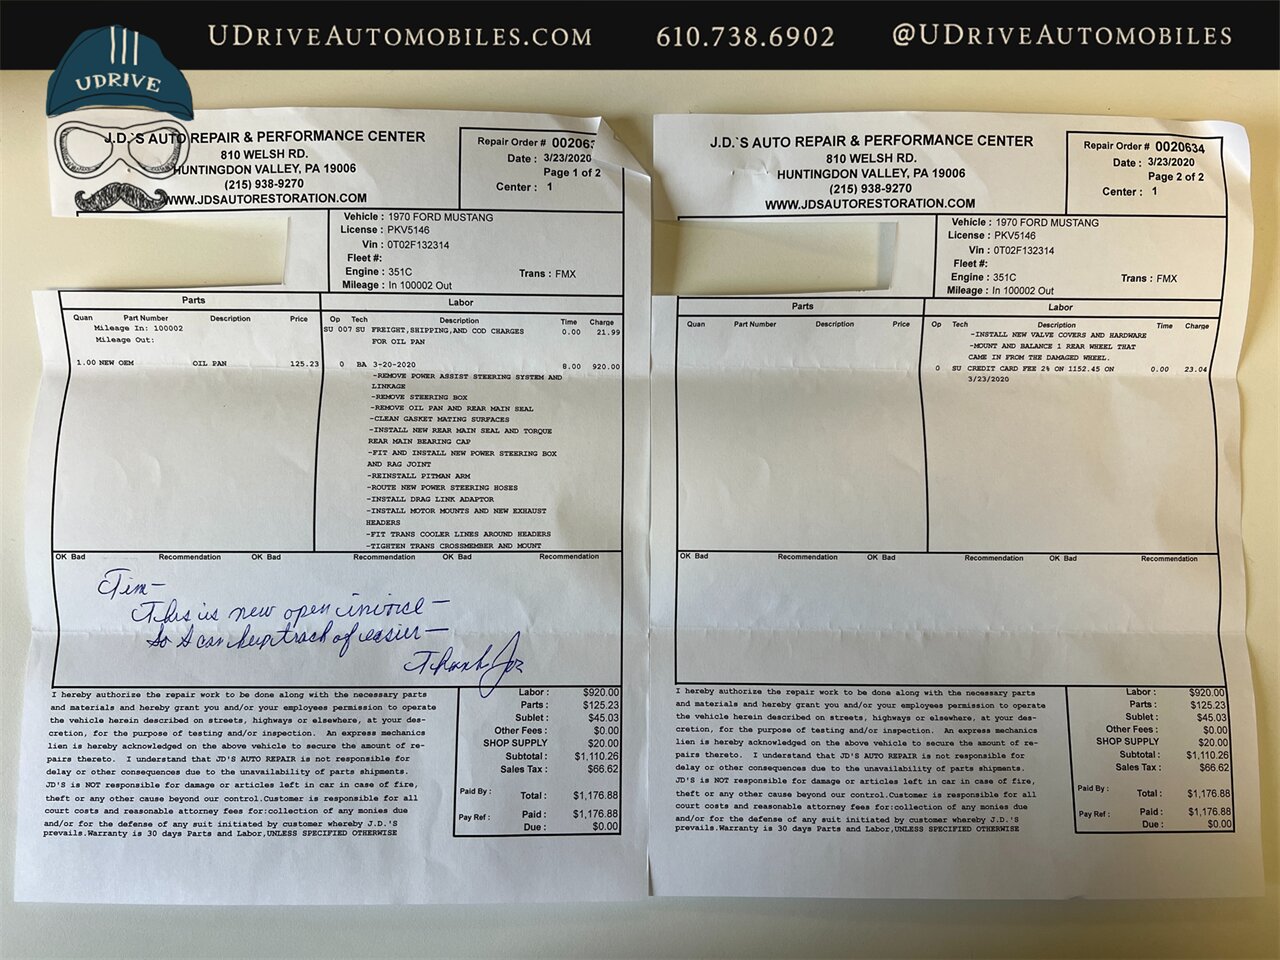 UDriveAutomobiles.com 610.738.6902 @UDriveAutomobiles
UDRIVE
J.D.`S AUTO REPAIR & PERFORMANCE CENTER
810 WELSH RD.
HUNTINGDON VALLEY, PA 19006
(215) 938-9270
WWW.JDSAUTORESTORATION.COM
Repair Order # 002063
Date : 3/23/2020
Page 1 of 2
Center : 1
Vehicle : 1970 FORD MUSTANG
License : PKV5146
Vin : 0T02F132314
Fleet #:
Engine : 351C Trans : FMX
Mileage : In 100002 Out
Parts Labor
Quan Part Number Description Price Op Tech Description Time Charge
Mileage In: 100002 SU 007 SU FREIGHT,SHIPPING,AND COD CHARGES 0.00 21.99
Mileage Out: FOR OIL PAN
1.00 NEW OEM OIL PAN 125.23 0 BA 3-20-2020 8.00 920.00
-REMOVE POWER ASSIST STEERING SYSTEM AND
LINKAGE
-REMOVE STEERING BOX
-REMOVE OIL PAN AND REAR MAIN SEAL
-CLEAN GASKET MATING SURFACES
-INSTALL NEW REAR MAIN SEAL AND TORQUE
REAR MAIN BEARING CAP
-FIT AND INSTALL NEW POWER STEERING BOX
AND RAG JOINT
-REINSTALL PITMAN ARM
-ROUTE NEW POWER STEERING HOSES
-INSTALL DRAG LINK ADAPTOR
-INSTALL MOTOR MOUNTS AND NEW EXHAUST
HEADERS
-FIT TRANS COOLER LINES AROUND HEADERS
-TIGHTEN TRANS CROSSMEMBER AND MOUNT
OK Bad Recommendation OK Bad Recommendation OK Bad Recommendation
Tim-
This is new open invoice-
So I can keep track of easier-
Thank Joe
I hereby authorize the repair work to be done along with the necessary parts
and materials and hereby grant you and/or your employees permission to operate
the vehicle herein described on streets, highways or elsewhere, at your des-
cretion, for the purpose of testing and/or inspection. An express mechanics
lien is hereby acknowledged on the above vehicle to secure the amount of re-
pairs thereto. I understand that JD'S AUTO REPAIR is not responsible for
delay or other consequences due to the unavailability of parts shipments.
JD'S is NOT responsible for damage or articles left in car in case of fire,
theft or any other cause beyond our control.Customer is responsible for all
court costs and reasonable attorney fees for:collection of any monies due
and/or for the defense of any suit initiated by customer whereby J.D.'S
prevails.Warranty is 30 days Parts and Labor,UNLESS SPECIFIED OTHERWISE
Labor : $920.00
Parts : $125.23
Sublet : $45.03
Other Fees : $0.00
SHOP SUPPLY $20.00
Subtotal : $1,110.26
Sales Tax : $66.62
Paid By : Total : $1,176.88
Pay Ref : Paid : $1,176.88
Due : $0.00
J.D.`S AUTO REPAIR & PERFORMANCE CENTER
810 WELSH RD.
HUNTINGDON VALLEY, PA 19006
(215) 938-9270
WWW.JDSAUTORESTORATION.COM
Repair Order # 0020634
Date : 3/23/2020
Page 2 of 2
Center : 1
Vehicle : 1970 FORD MUSTANG
License : PKV5146
Vin : 0T02F132314
Fleet #:
Engine : 351C Trans : FMX
Mileage : In 100002 Out
Parts Labor
Quan Part Number Description Price Op Tech Description Time Charge
-INSTALL NEW VALVE COVERS AND HARDWARE
-MOUNT AND BALANCE 1 REAR WHEEL THAT
CAME IN FROM THE DAMAGED WHEEL.
0 SU CREDIT CARD FEE 2% ON 1152.45 ON 0.00 23.04
3/23/2020
OK Bad Recommendation OK Bad Recommendation OK Bad Recommendation
I hereby authorize the repair work to be done along with the necessary parts
and materials and hereby grant you and/or your employees permission to operate
the vehicle herein described on streets, highways or elsewhere, at your des-
cretion, for the purpose of testing and/or inspection. An express mechanics
lien is hereby acknowledged on the above vehicle to secure the amount of re-
pairs thereto. I understand that JD'S AUTO REPAIR is not responsible for
delay or other consequences due to the unavailability of parts shipments.
JD'S is NOT responsible for damage or articles left in car in case of fire,
theft or any other cause beyond our control.Customer is responsible for all
court costs and reasonable attorney fees for:collection of any monies due
and/or for the defense of any suit initiated by customer whereby J.D.'S
prevails.Warranty is 30 days Parts and Labor,UNLESS SPECIFIED OTHERWISE
Labor : $920.00
Parts : $125.23
Sublet : $45.03
Other Fees : $0.00
SHOP SUPPLY $20.00
Subtotal : $1,110.26
Sales Tax : $66.62
Paid By : Total : $1,176.88
Pay Ref : Paid : $1,176.88
Due : $0.00